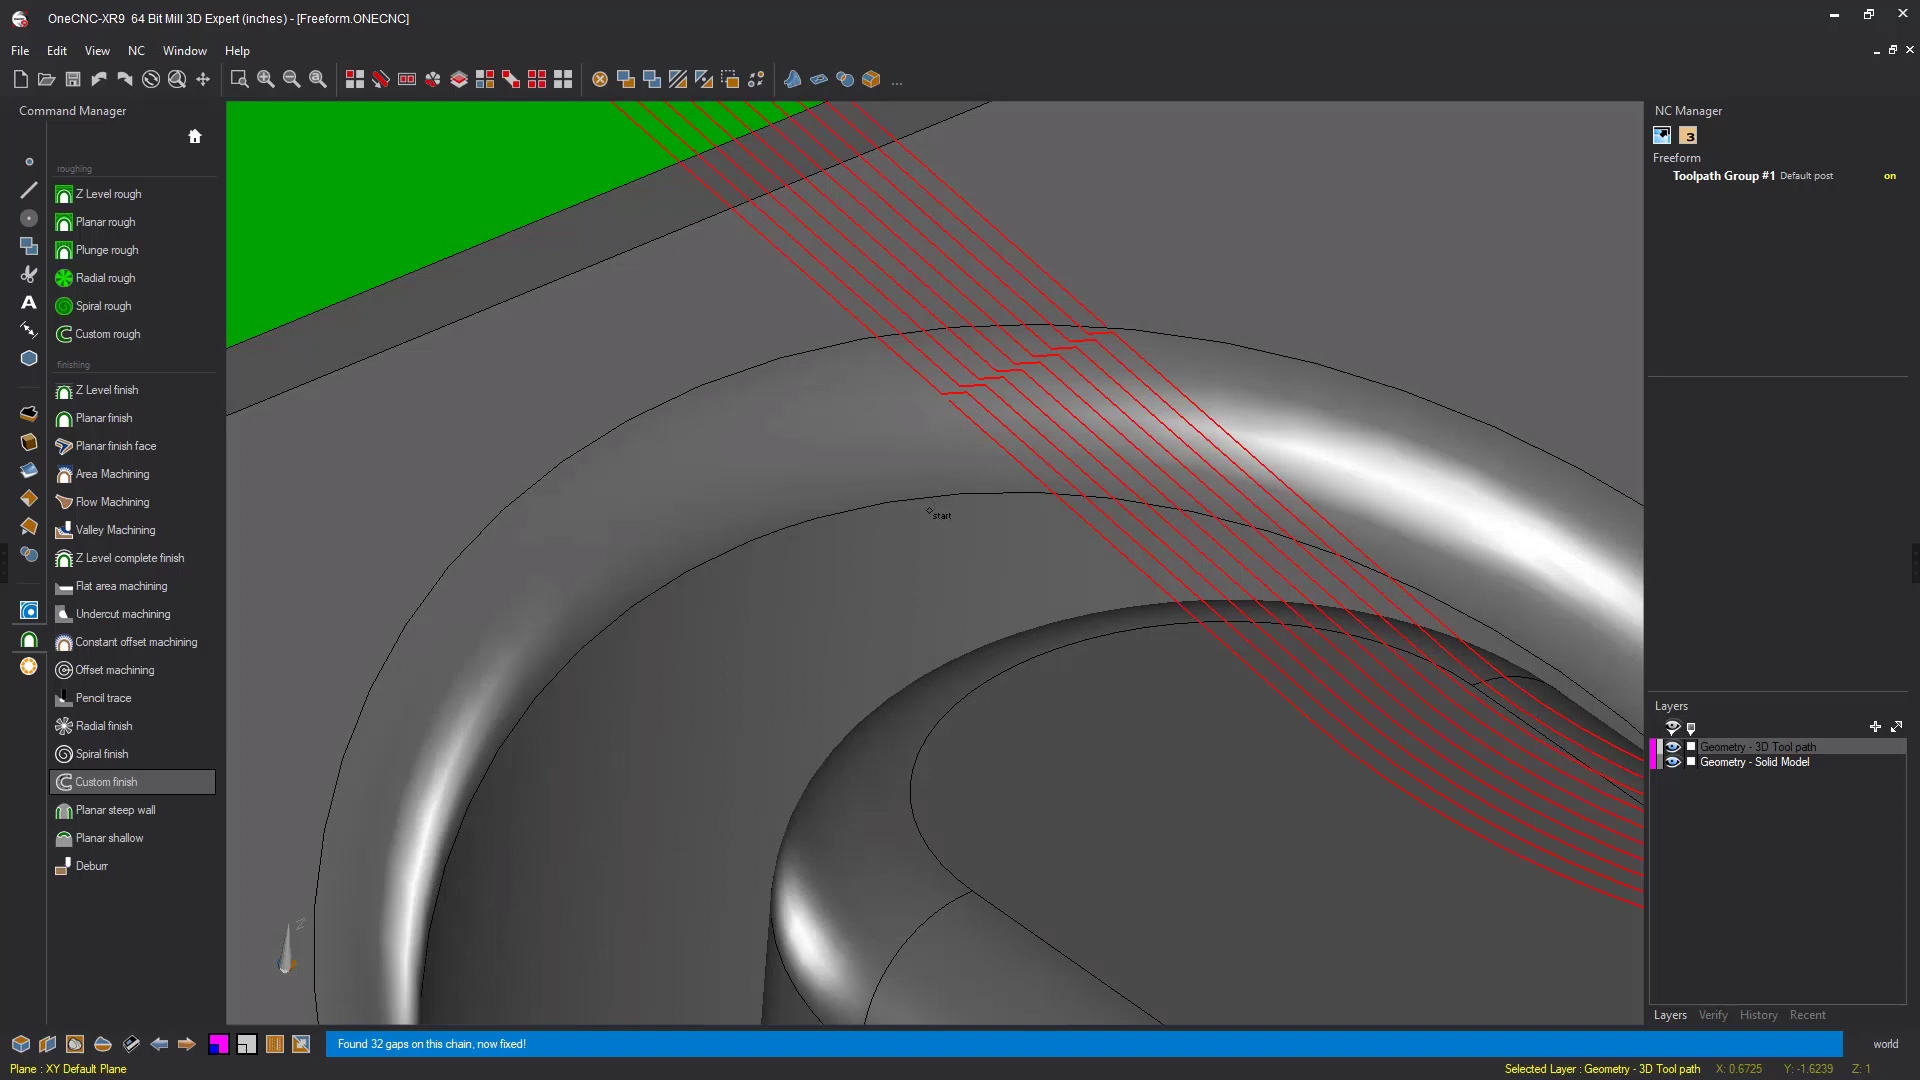 OneCNC-XR9  64 Bit Mill 3D Expert (inches) - [Freeform.ONECNC]
File Edit View NC Window Help
Command Manager
roughing
Z Level rough
Planar rough
Plunge rough
Radial rough
Spiral rough
Custom rough
finishing
Z Level finish
Planar finish
Planar finish face
Area Machining
Flow Machining
Valley Machining
Z Level complete finish
Flat area machining
Undercut machining
Constant offset machining
Offset machining
Pencil trace
Radial finish
Spiral finish
Custom finish
Planar steep wall
Planar shallow
Deburr
A
start
Z
NC Manager
3
Freeform
Toolpath Group #1 Default post on
Layers
Geometry - 3D Tool path
Geometry - Solid Model
Layers Verify History Recent
Found 32 gaps on this chain, now fixed!
world
Plane : XY Default Plane
Selected Layer : Geometry - 3D Tool path X: 0.6725 Y: -1.6239 Z: 1